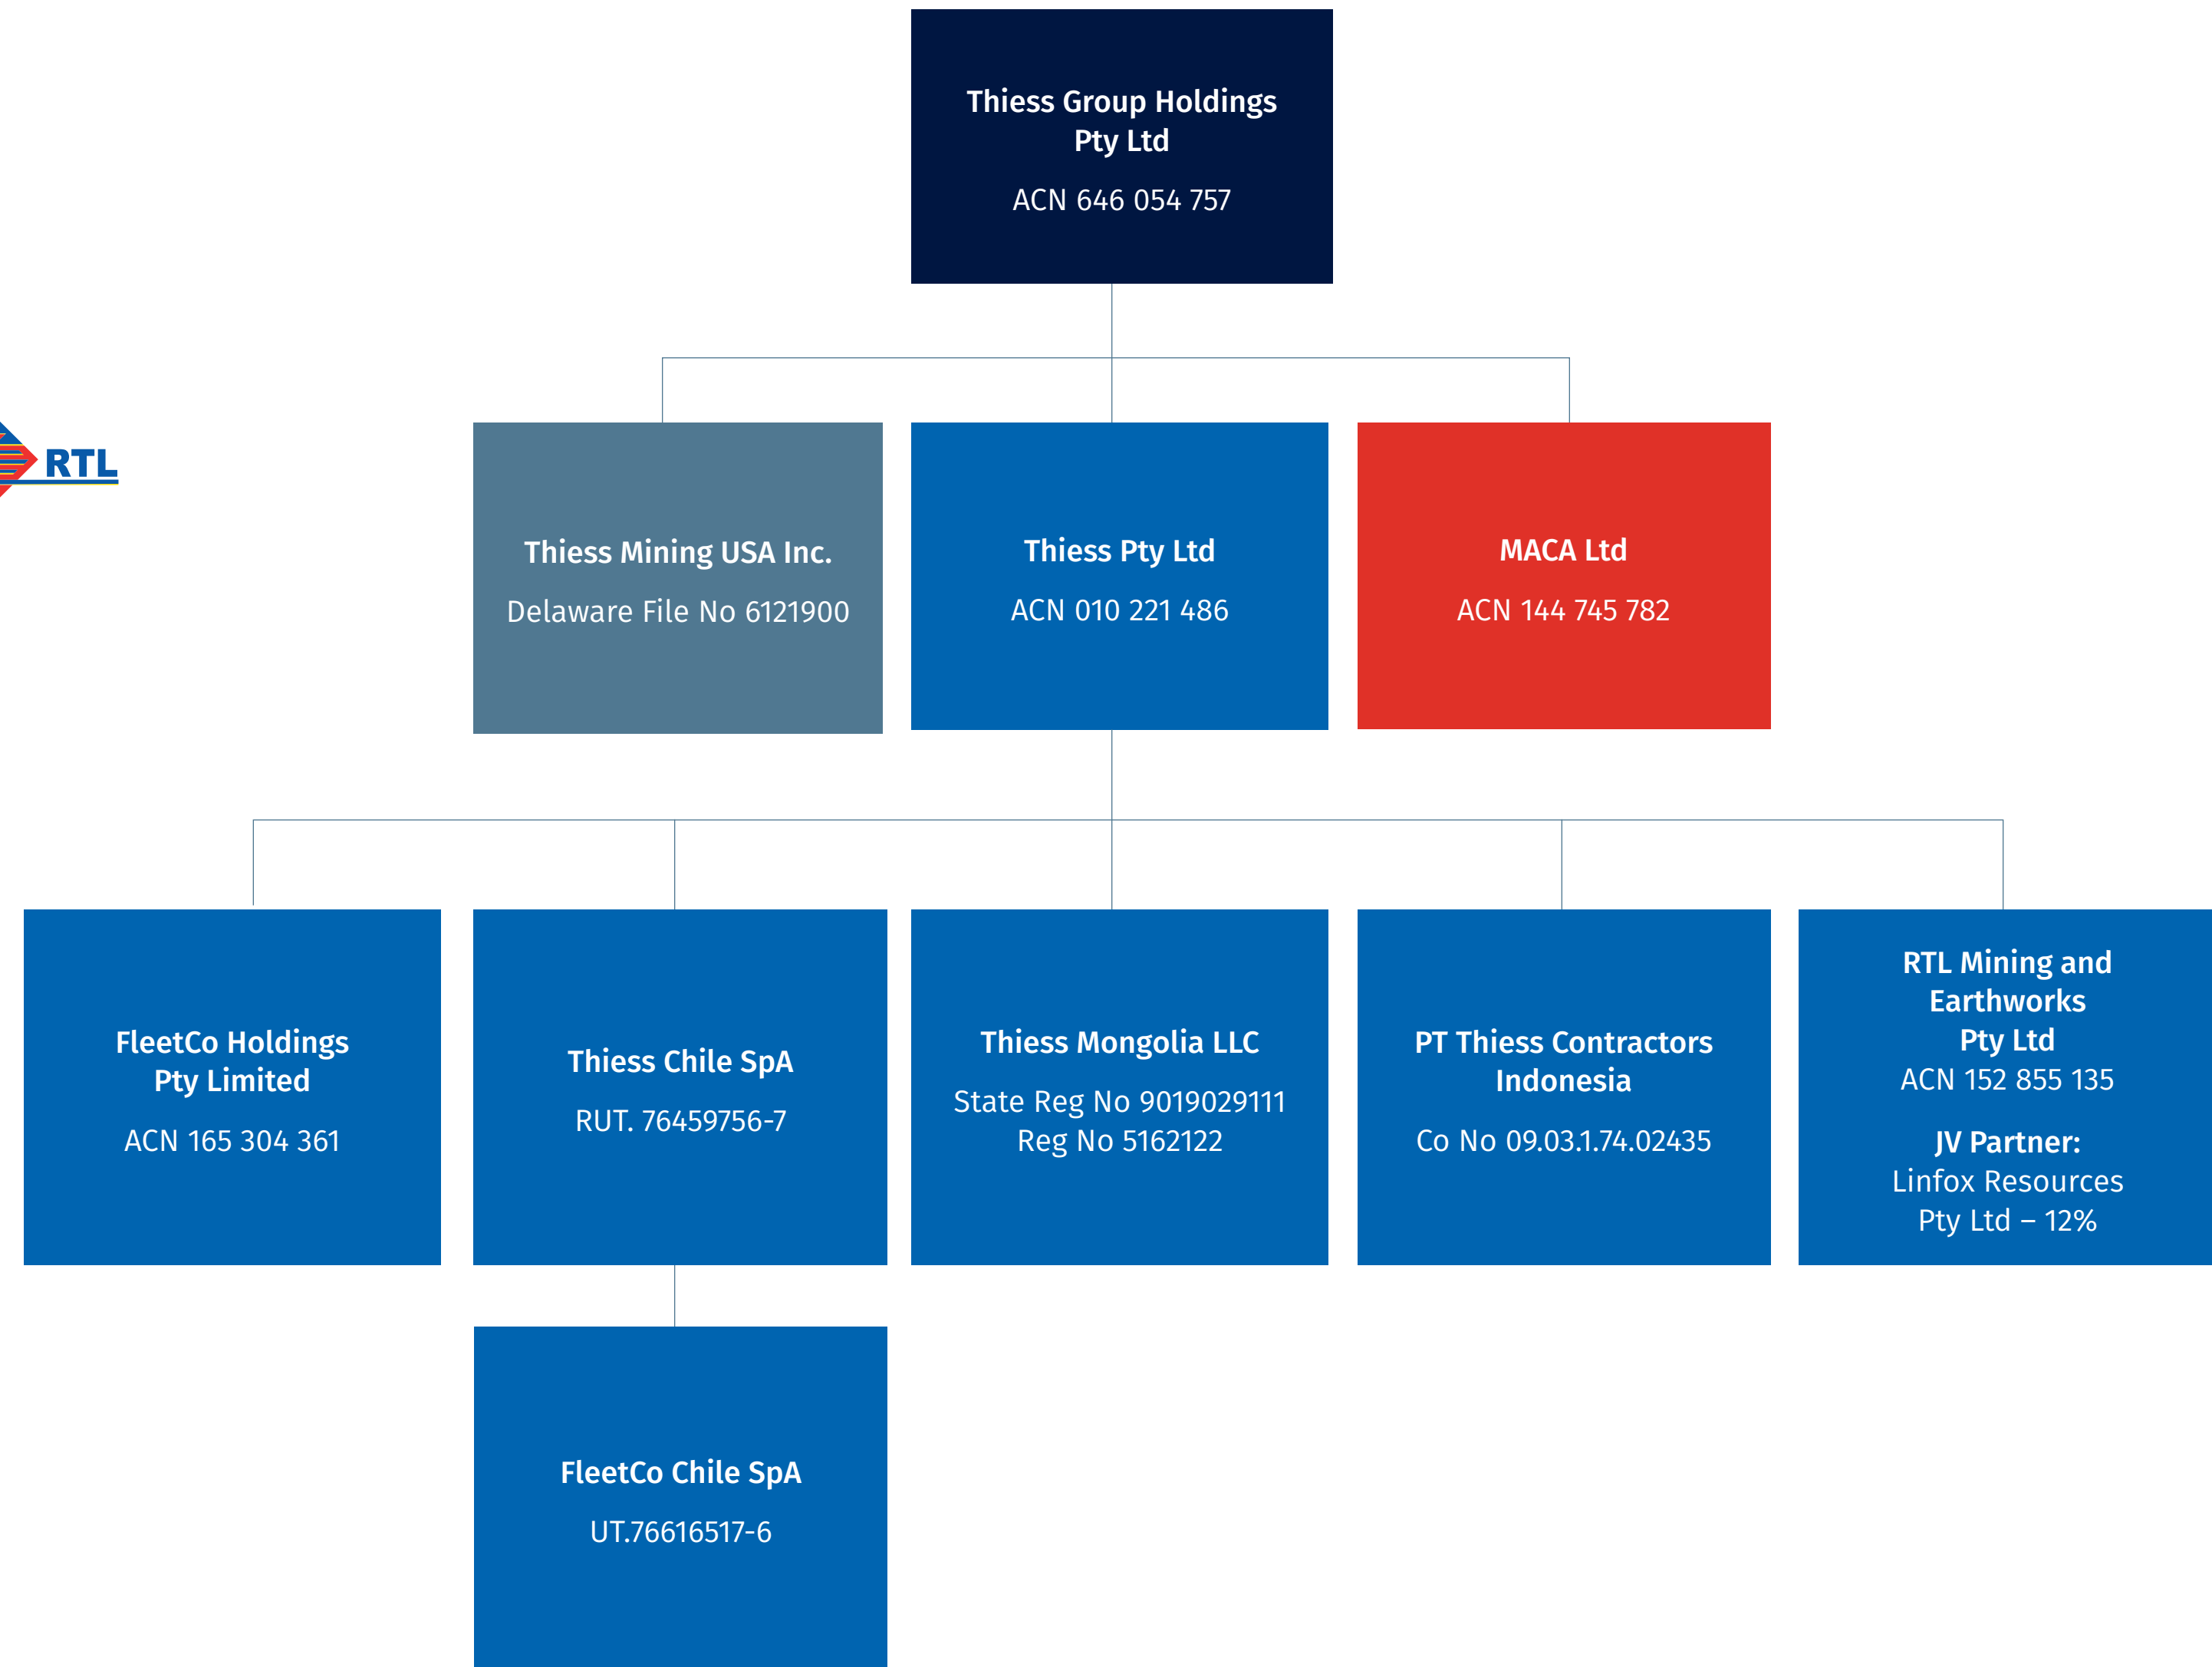 Thiess Group Holdings
Pty Ltd
ACN 646 054 757
RTL
Thiess Mining USA Inc.
Delaware File No 6121900
Thiess Pty Ltd
ACN 010 221 486
MACA Ltd
ACN 144 745 782
FleetCo Holdings
Pty Limited
ACN 165 304 361
Thiess Chile SpA
RUT. 76459756-7
Thiess Mongolia LLC
State Reg No 9019029111
Reg No 5162122
PT Thiess Contractors
Indonesia
Co No 09.03.1.74.02435
RTL Mining and
Earthworks
Pty Ltd
ACN 152 855 135
JV Partner:
Linfox Resources
Pty Ltd – 12%
FleetCo Chile SpA
UT.76616517-6